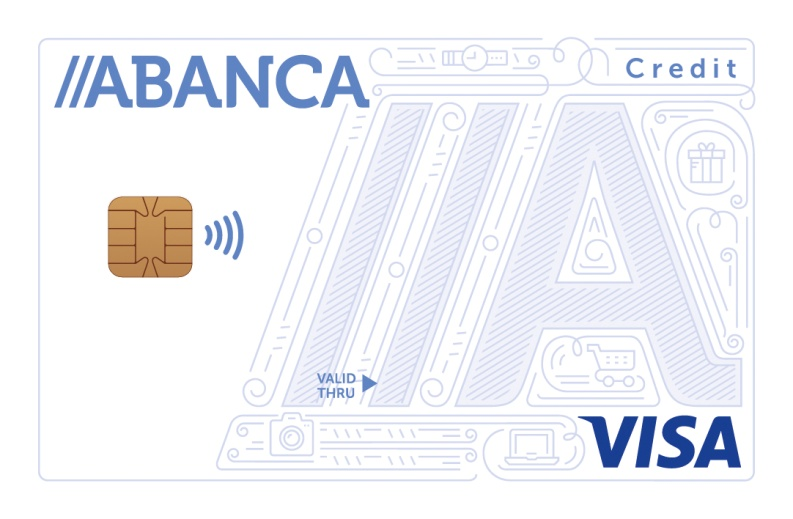 //ABANCA
Credit
VALID
THRU
VISA